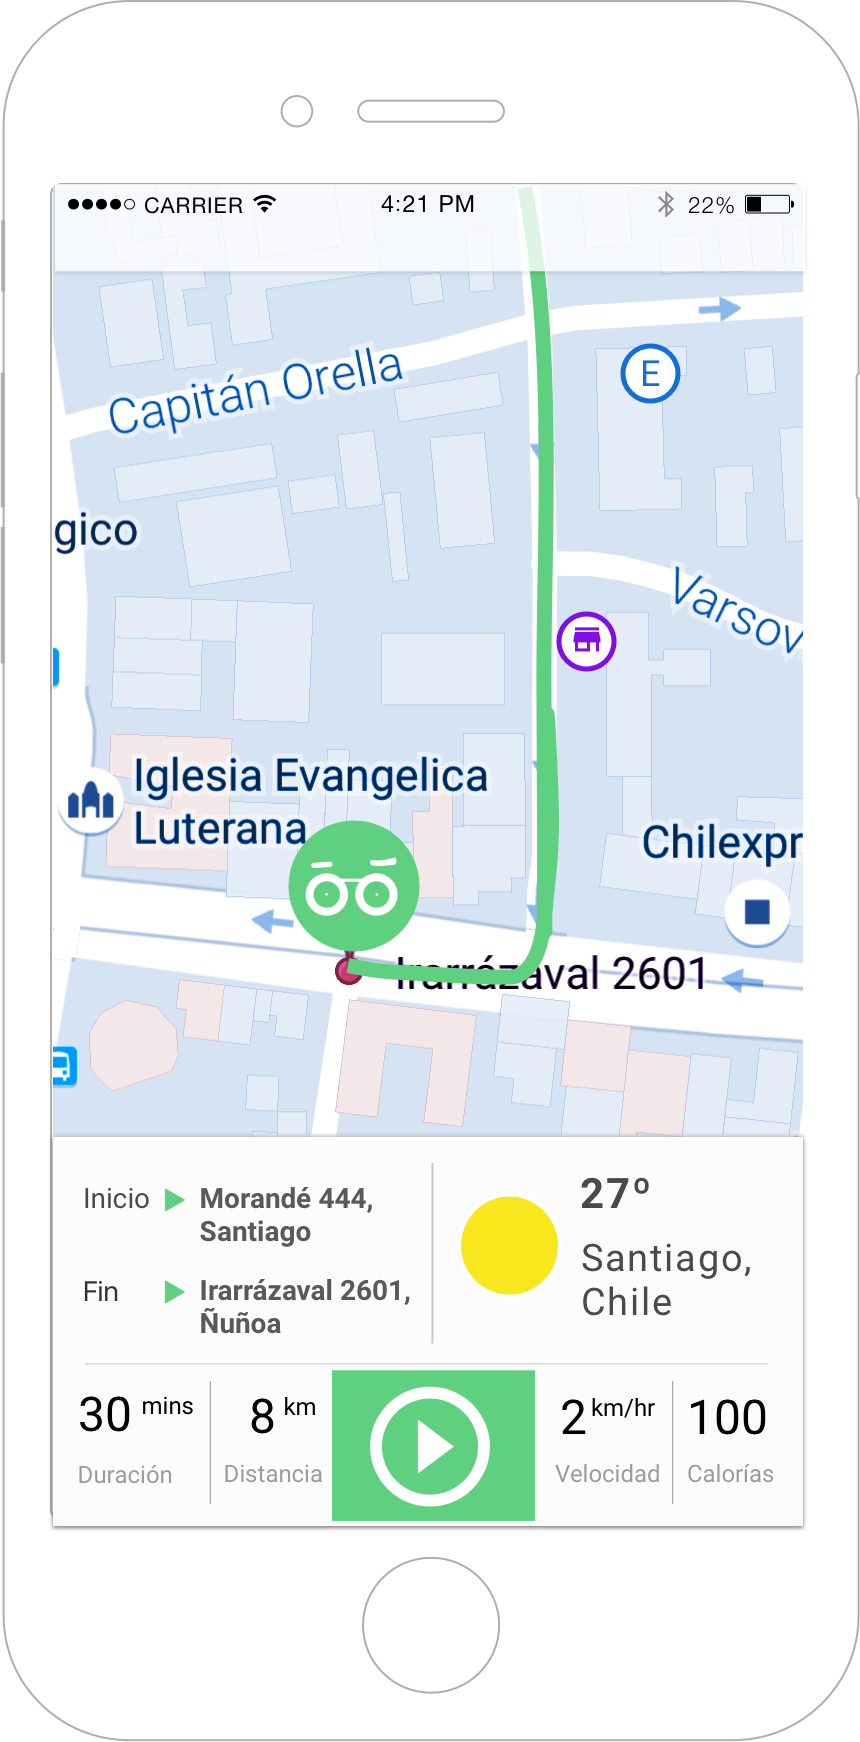 CARRIER 4:21 PM 22%
E
Capitán Orella
gico
Varsov
Iglesia Evangelica
Luterana
Chilexpr
Irarrázaval 2601
Inicio Morandé 444,
Santiago
Fin Irarrázaval 2601,
Ñuñoa
27º
Santiago,
Chile
30 mins
Duración
8 km
Distancia
2 km/hr
Velocidad
100
Calorías